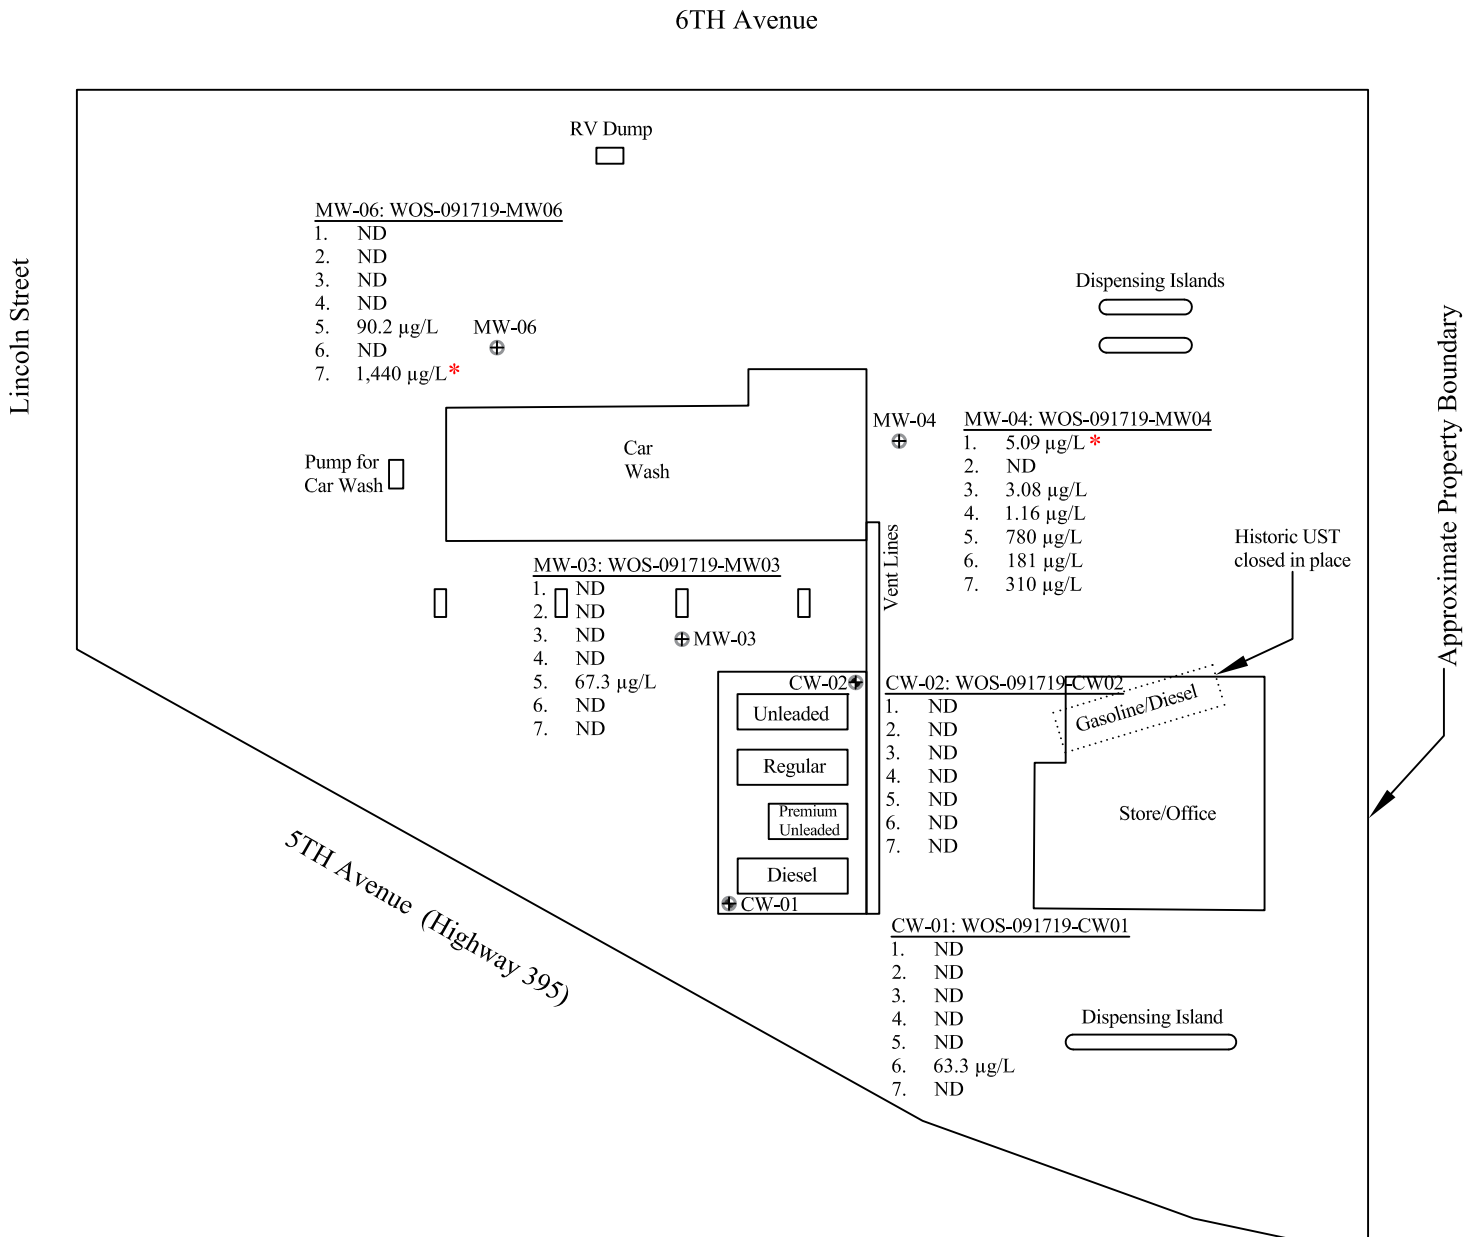 6TH Avenue
RV Dump
MW-06: WOS-091719-MW06
1. ND
2. ND
3. ND
4. ND
5. 90.2 µg/L
6. ND
7. 1,440 µg/L*
MW-06
Lincoln Street
Dispensing Islands
Approximate Property Boundary
Car
Wash
Pump for
Car Wash
MW-04
MW-04: WOS-091719-MW04
1. 5.09 µg/L *
2. ND
3. 3.08 µg/L
4. 1.16 µg/L
5. 780 µg/L
6. 181 µg/L
7. 310 µg/L
Historic UST
closed in place
Vent Lines
MW-03: WOS-091719-MW03
1. ND
2. ND
3. ND
4. ND
5. 67.3 µg/L
6. ND
7. ND
MW-03
CW-02
Unleaded
Regular
Premium
Unleaded
Diesel
CW-01
CW-02: WOS-091719-CW02
1. ND
2. ND
3. ND
4. ND
5. ND
6. ND
7. ND
Gasoline/Diesel
Store/Office
5TH Avenue (Highway 395)
CW-01: WOS-091719-CW01
1. ND
2. ND
3. ND
4. ND
5. ND
6. 63.3 µg/L
7. ND
Dispensing Island